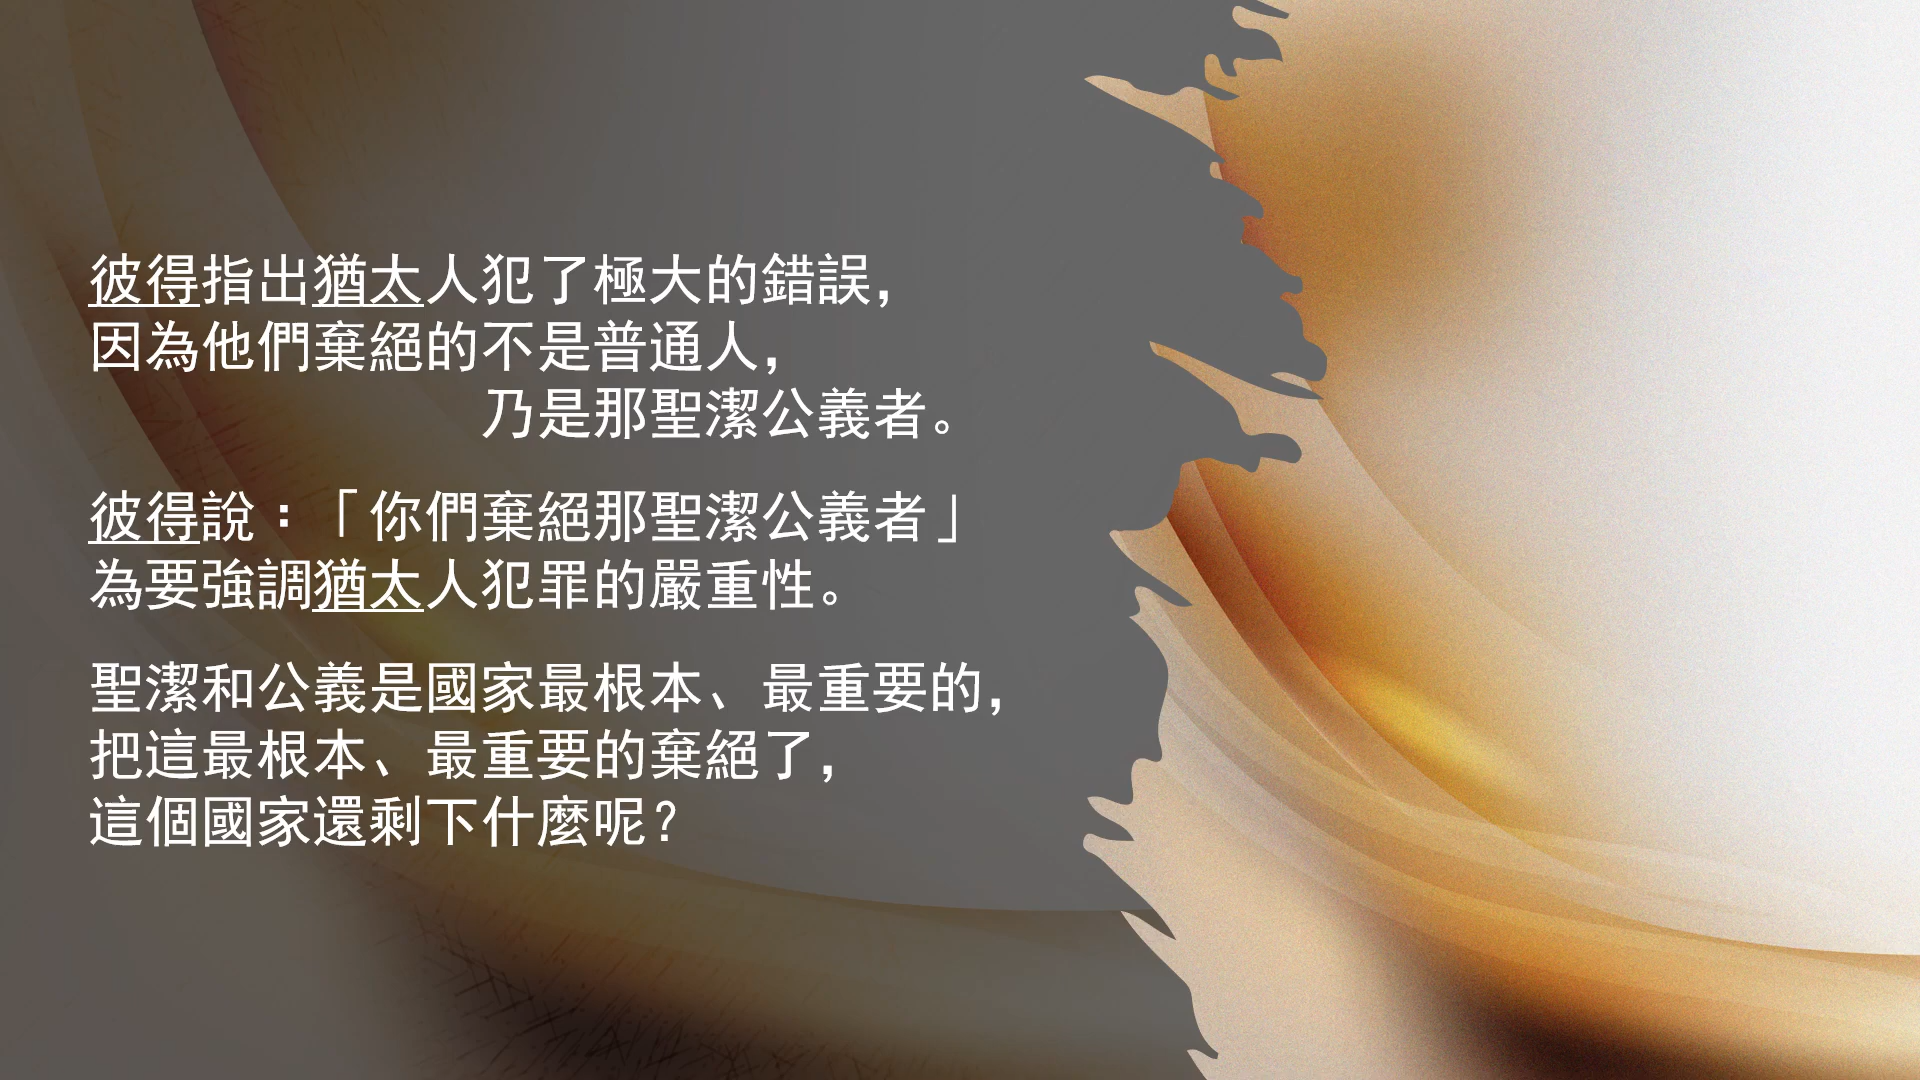 彼得指出猶太人犯了極大的錯誤，
因為他們棄絕的不是普通人，
乃是那聖潔公義者。
彼得說：「你們棄絕那聖潔公義者」
為要強調猶太人犯罪的嚴重性。
聖潔和公義是國家最根本、最重要的，
把這最根本、最重要的棄絕了，
這個國家還剩下什麼呢？